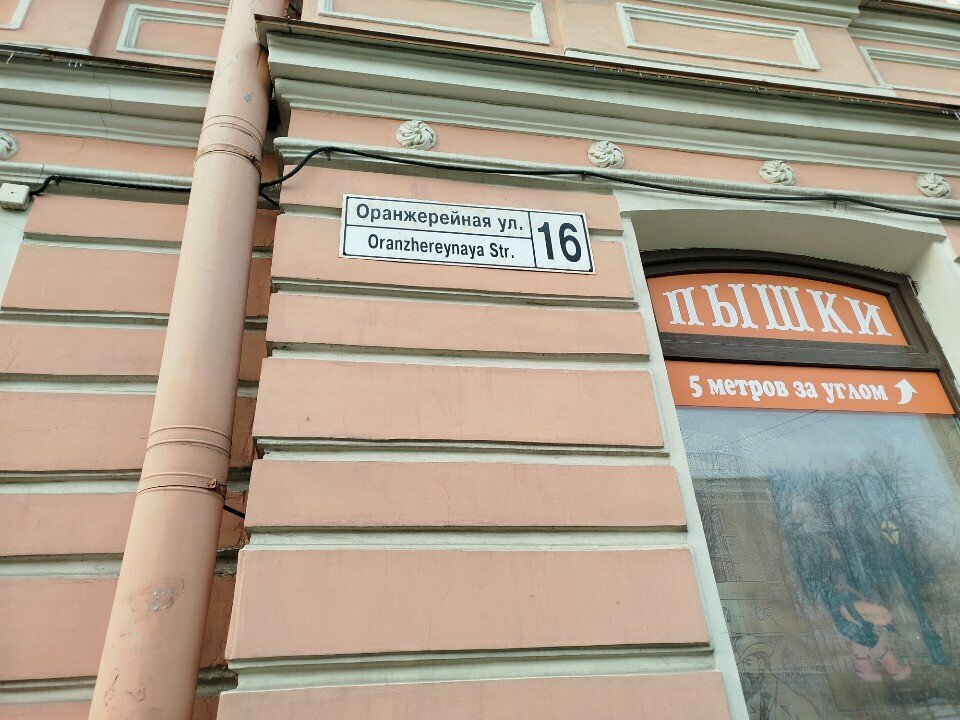 Оранжерейная ул.
Oranzhereynaya Str.
16
ПЫШКИ
5 метров за углом